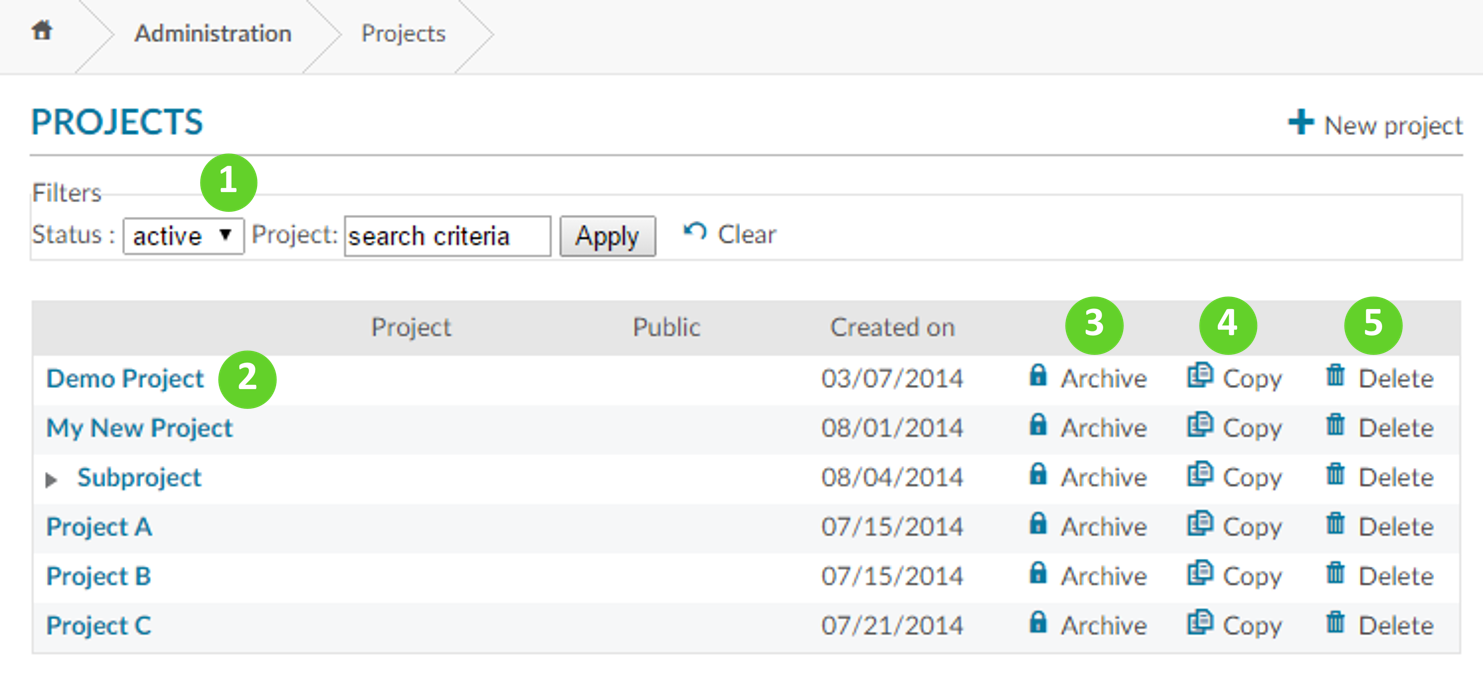 Administration Projects
PROJECTS
+ New project
1
Filters
Status : active ▼ Project: search criteria Apply Clear
Project Public Created on 3 4 5
Demo Project 2 03/07/2014 Archive Copy Delete
My New Project 08/01/2014 Archive Copy Delete
Subproject 08/04/2014 Archive Copy Delete
Project A 07/15/2014 Archive Copy Delete
Project B 07/15/2014 Archive Copy Delete
Project C 07/21/2014 Archive Copy Delete